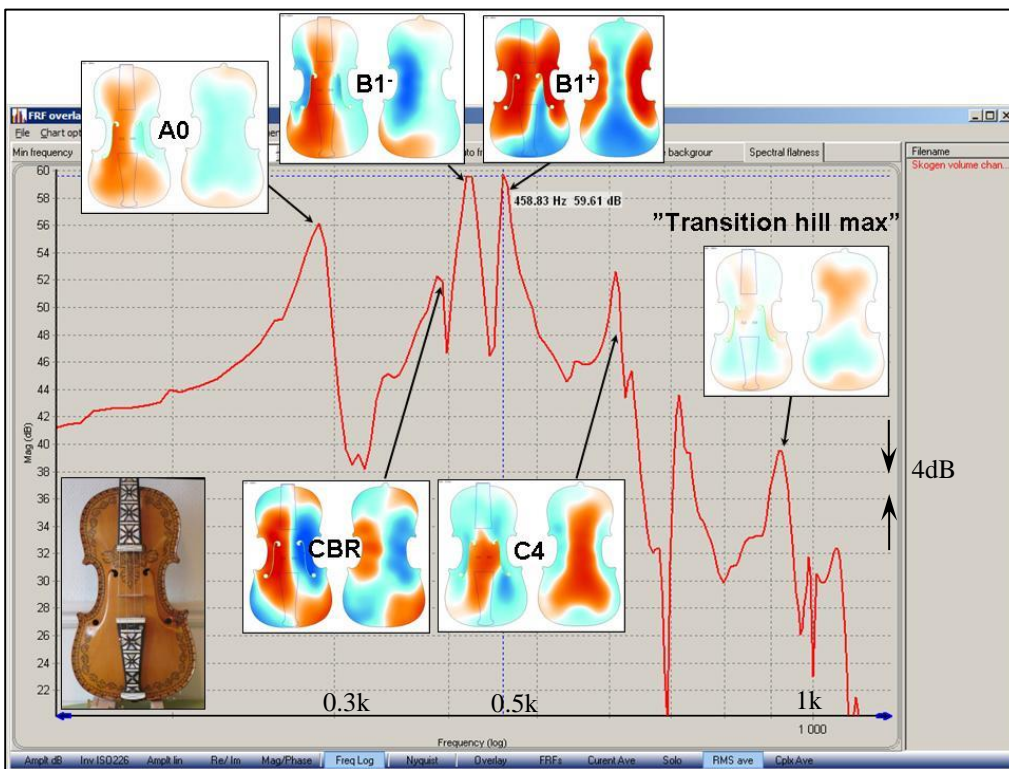 B1-
B1+
A0
FRF overla
File Chart opt
Min frequency
to fr
backgrour
Spectral flatness
Filename
Skogen volume chan...
60
58
56
54
52
50
48
46
44
42
40
38
36
34
32
30
28
26
24
22
Mag (dB)
458.83 Hz 59.61 dB
"Transition hill max"
4dB
CBR
C4
0.3k
0.5k
1k
1 000
Frequency (log)
Amplt dB
Inv ISO226
Amplt lin
Re/ Im
Mag/Phase
Freq Log
Nyquist
Overlay
FRFs
Curent Ave
Solo
RMS ave
Cplx Ave